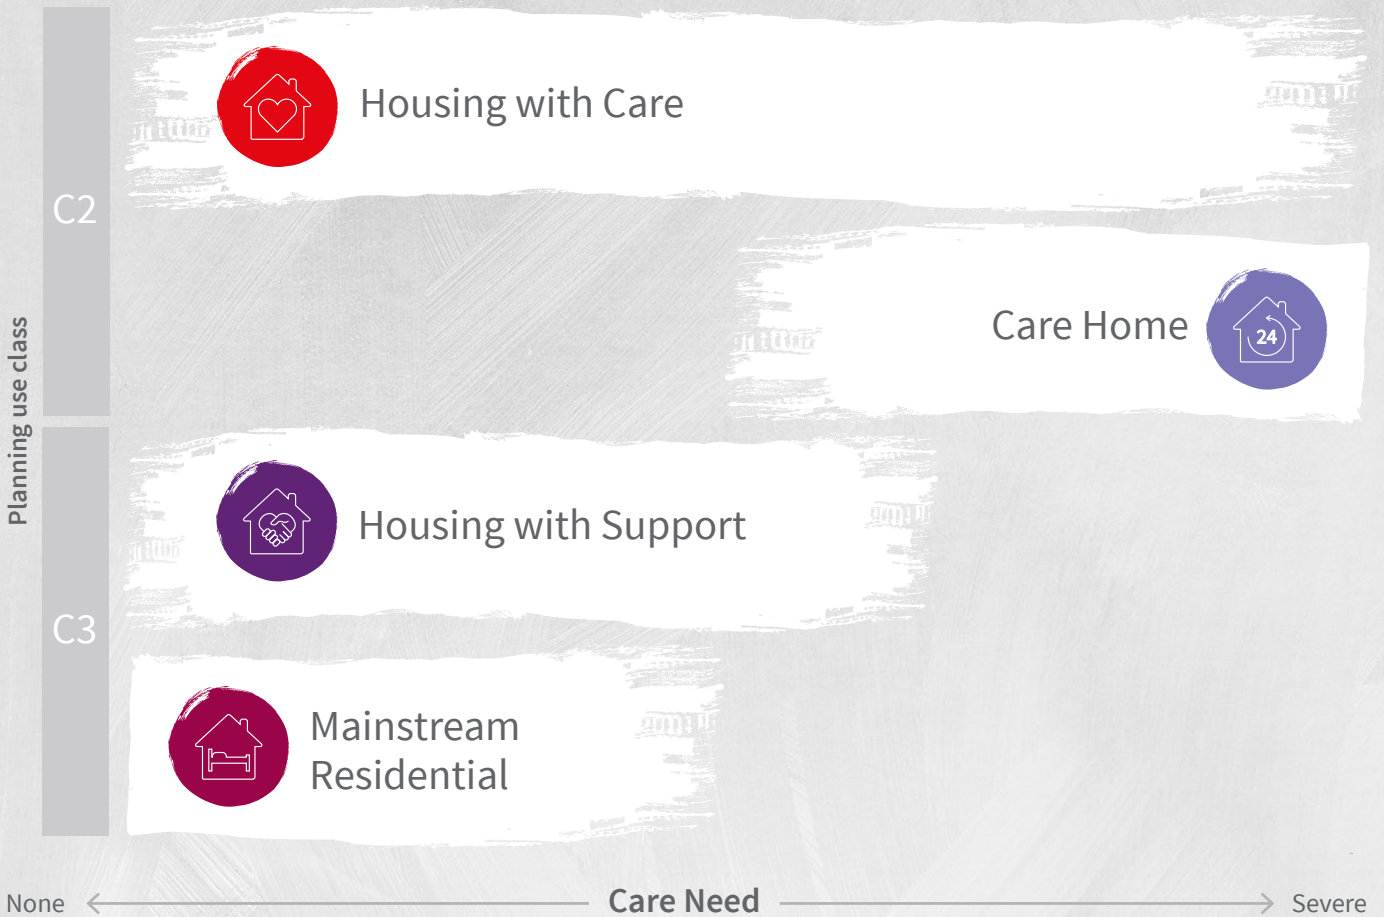 Planning use class
C2
Housing with Care
Care Home
24
C3
Housing with Support
Mainstream
Residential
None
Care Need
Severe